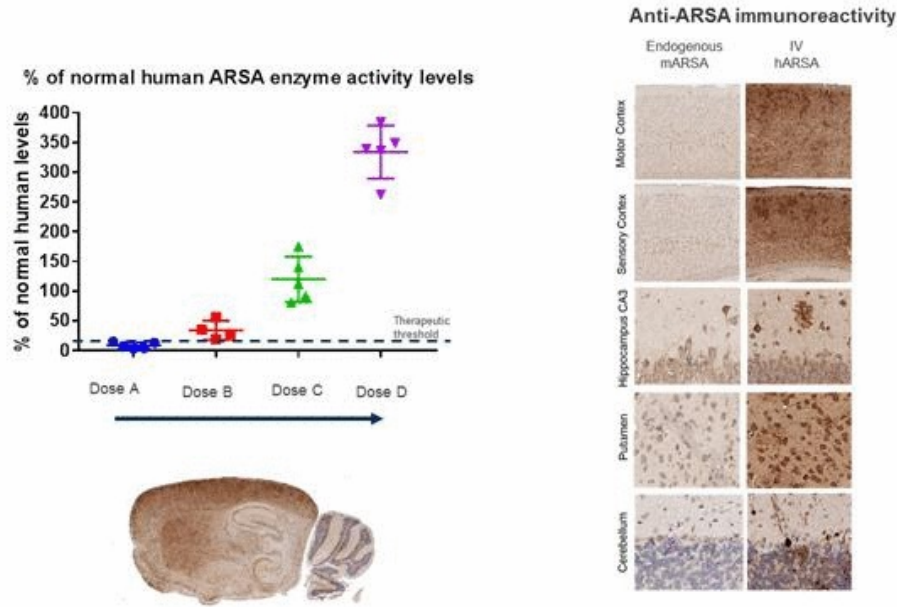 % of normal human ARSA enzyme activity levels
% of normal human levels
400
350
300
250
200
150
100
50
0
Therapeutic
threshold
Dose A
Dose B
Dose C
Dose D
Anti-ARSA immunoreactivity
Endogenous
mARSA
IV
hARSA
Motor Cortex
Sensory Cortex
Hippocampus CA3
Putumen
Cerebellum